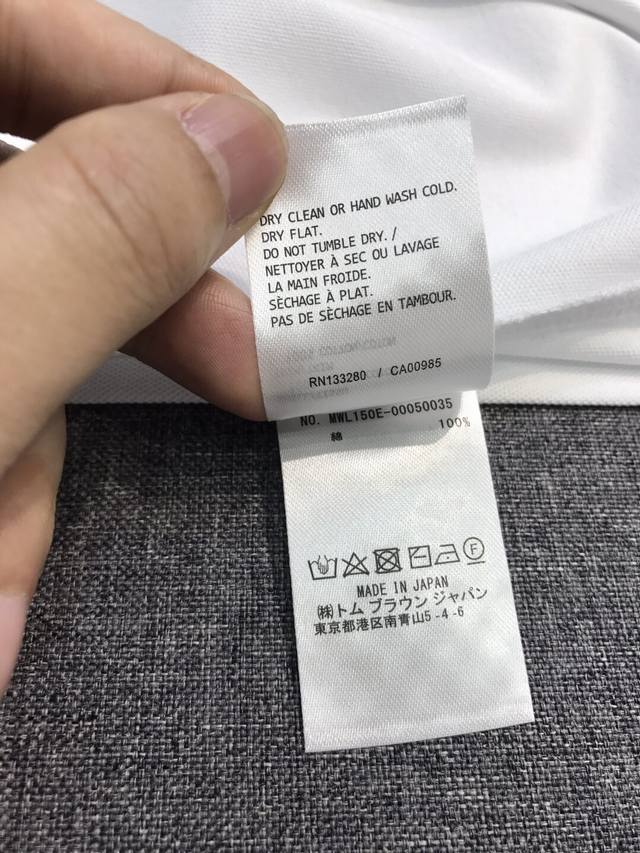 DRY CLEAN OR HAND WASH COLD.
DRY FLAT.
DO NOT TUMBLE DRY. /
NETTOYER À SEC OU LAVAGE
LA MAIN FROIDE.
SÈCHAGE À PLAT.
PAS DE SÈCHAGE EN TAMBOUR.
RN133280 / CA00985
NO. MWL150E-00050035
綿 100%
MADE IN JAPAN
㈱トム ブラウン ジャパン
東京都港区南青山5-4-6